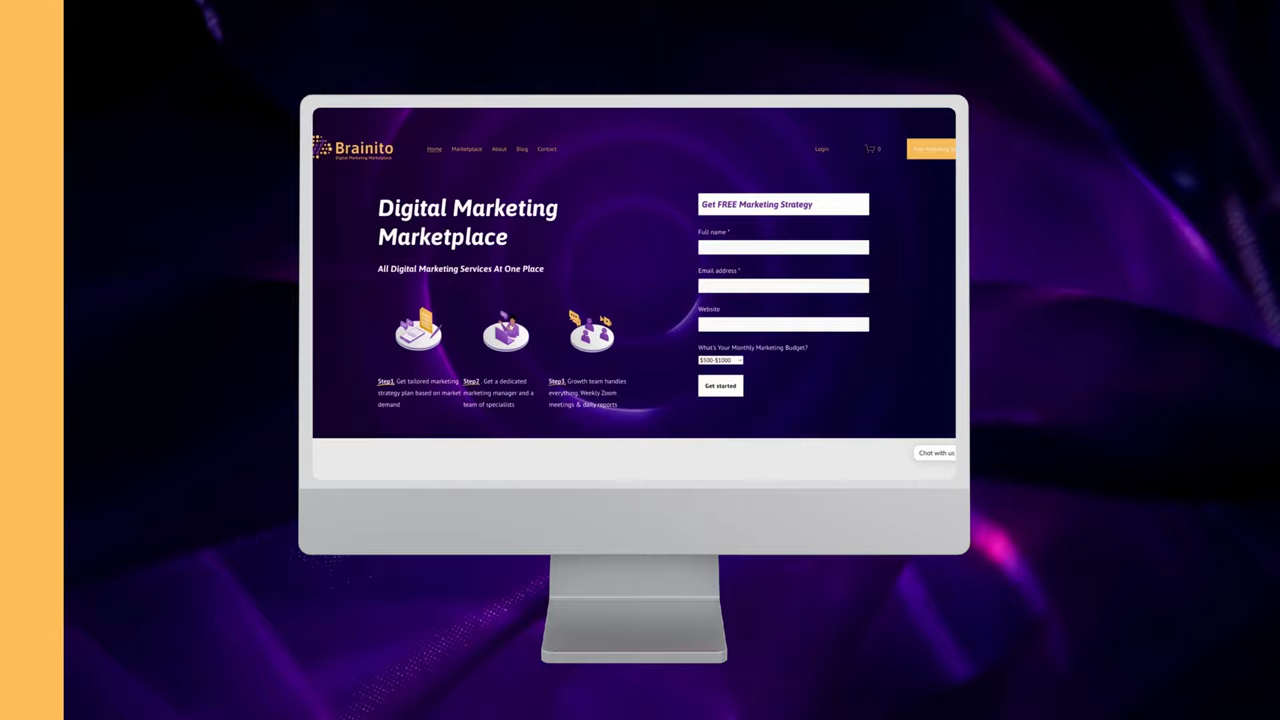 Brainito
Digital Marketing Marketplace
Home Marketplace About Blog Contact
Login
0
Digital Marketing
Marketplace
All Digital Marketing Services At One Place
Step1. Get tailored marketing
strategy plan based on market
demand
Step2 . Get a dedicated
marketing manager and a
team of specialists
Step3. Growth team handles
everything. Weekly Zoom
meetings & daily reports
Get FREE Marketing Strategy
Full name *
Email address *
Website
What's Your Monthly Marketing Budget?
$500-$1000
Get started
Chat with us